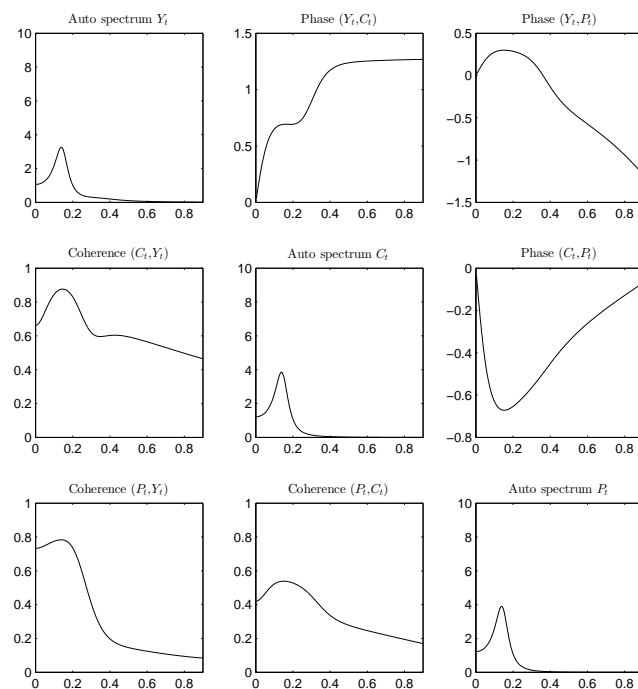 Auto spectrum Y_t
Phase (Y_t,C_t)
Phase (Y_t,P_t)
10
8
6
4
2
0
0 0.2 0.4 0.6 0.8
1.5
1
0.5
0
0 0.2 0.4 0.6 0.8
0.5
0
−0.5
−1
−1.5
0 0.2 0.4 0.6 0.8
Coherence (C_t,Y_t)
Auto spectrum C_t
Phase (C_t,P_t)
1
0.8
0.6
0.4
0.2
0
0 0.2 0.4 0.6 0.8
10
8
6
4
2
0
0 0.2 0.4 0.6 0.8
0
−0.2
−0.4
−0.6
−0.8
0 0.2 0.4 0.6 0.8
Coherence (P_t,Y_t)
Coherence (P_t,C_t)
Auto spectrum P_t
1
0.8
0.6
0.4
0.2
0
0 0.2 0.4 0.6 0.8
1
0.8
0.6
0.4
0.2
0
0 0.2 0.4 0.6 0.8
10
8
6
4
2
0
0 0.2 0.4 0.6 0.8